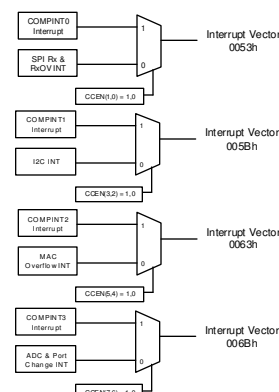 COMPINT0
Interrupt
1
Interrupt Vector
0053h
SPI Rx &
RxOV INT
0
CCEN(1,0) = 1,0
COMPINT1
Interrupt
1
Interrupt Vector
005Bh
I2C INT
0
CCEN(3,2) = 1,0
COMPINT2
Interrupt
1
Interrupt Vector
0063h
MAC
Overflow INT
0
CCEN(5,4) = 1,0
COMPINT3
Interrupt
1
Interrupt Vector
006Bh
ADC & Port
Change INT
0